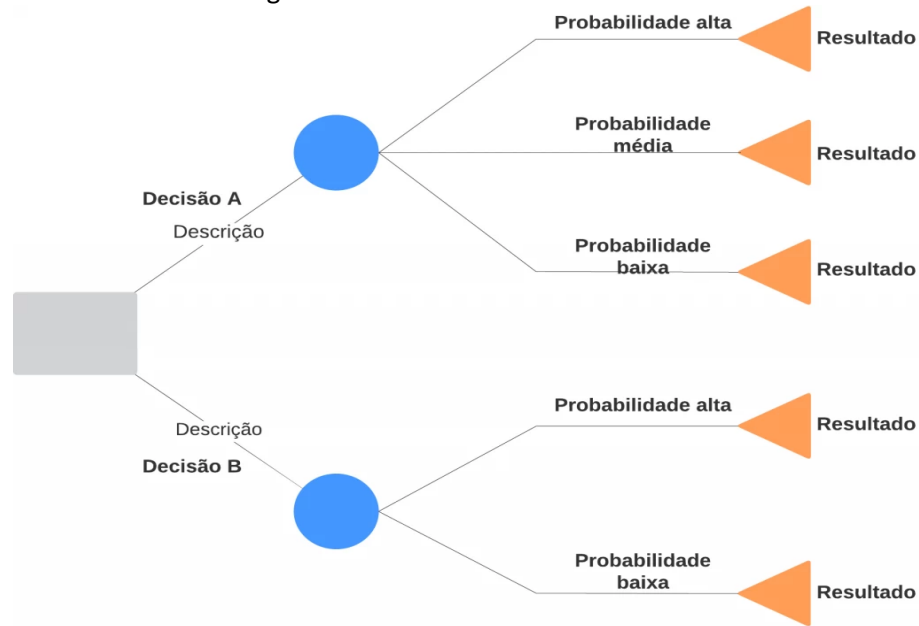 Probabilidade alta
Resultado
Probabilidade
média
Resultado
Decisão A
Descrição
Probabilidade
baixa
Resultado
Probabilidade alta
Resultado
Descrição
Decisão B
Probabilidade
baixa
Resultado